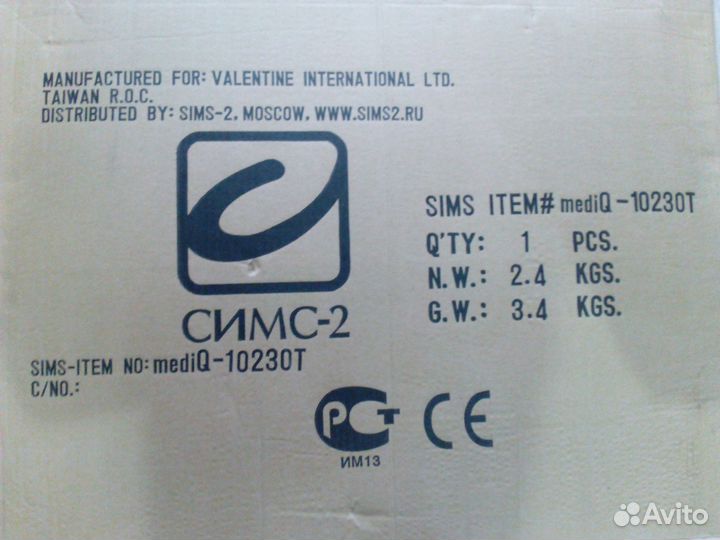 MANUFACTURED FOR: VALENTINE INTERNATIONAL LTD.
TAIWAN R.O.C.
DISTRIBUTED BY: SIMS-2, MOSCOW, WWW.SIMS2.RU
СИМС-2
SIMS ITEM# mediQ-10230T
Q'TY: 1 PCS.
N.W.: 2.4 KGS.
G.W.: 3.4 KGS.
SIMS-ITEM NO: mediQ-10230T
C/NO.:
РСТ CE
ИМ13
Avito